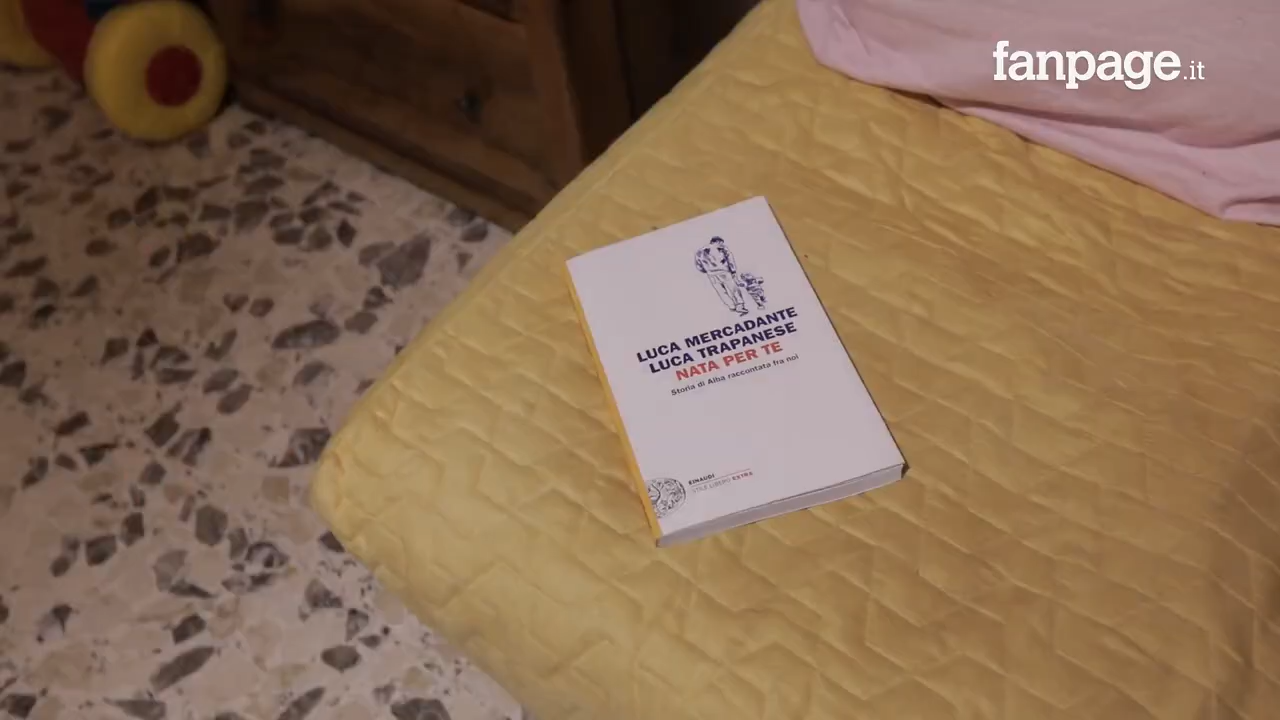 fanpage.it
LUCA MERCADANTE
LUCA TRAPANESE
NATA PER TE
Storia di Alba raccontata fra noi
EINAUDI
STILE LIBERO EXTRA